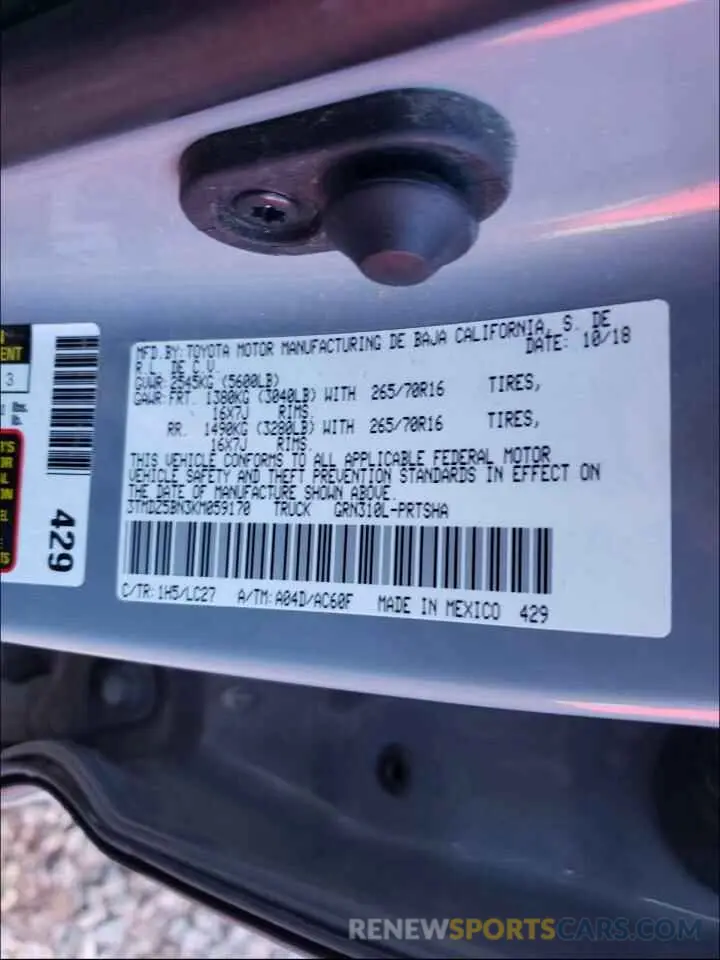 MFD. BY: TOYOTA MOTOR MANUFACTURING DE BAJA CALIFORNIA, S. DE
R.L. DE C.V. DATE: 10/18
GVWR: 2545KG (5600LB)
GAWR: FRT. 1380KG (3040LB) WITH 265/70R16 TIRES,
16X7J RIMS.
RR. 1490KG (3280LB) WITH 265/70R16 TIRES,
16X7J RIMS.
THIS VEHICLE CONFORMS TO ALL APPLICABLE FEDERAL MOTOR
VEHICLE SAFETY AND THEFT PREVENTION STANDARDS IN EFFECT ON
THE DATE OF MANUFACTURE SHOWN ABOVE.
3TMDZ5BN3KM059170 TRUCK GRN310L-PRTSHA
C/TR: 1H5/LC27 A/TM: A04D/AC60F MADE IN MEXICO 429
3
lbs.
lb.
429
RENEWSPORTSCARS.COM